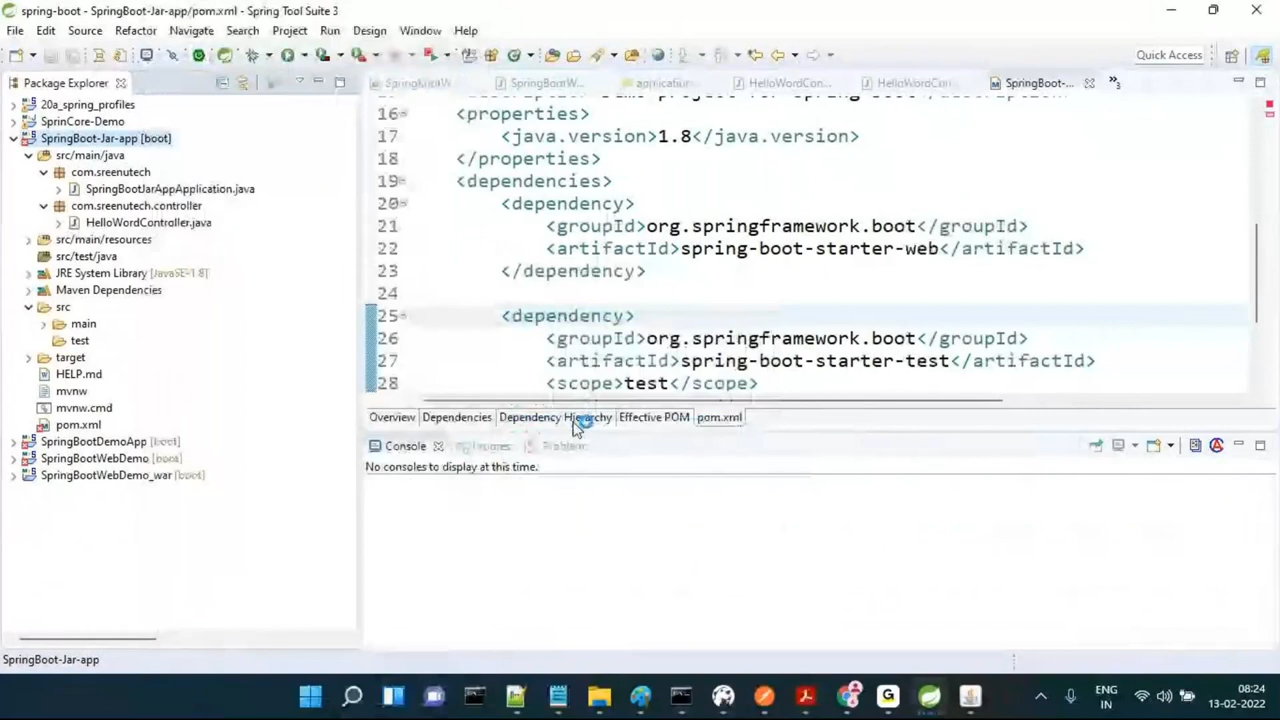 spring-boot - SpringBoot-Jar-app/pom.xml - Spring Tool Suite 3
File Edit Source Refactor Navigate Search Project Run Design Window Help
Quick Access
Package Explorer
SpringBootW...
HelloWordCon...
HelloWordCon...
SpringBoot-...
20a_spring_profiles
SprinCore-Demo
SpringBoot-Jar-app [boot]
src/main/java
com.sreenutech
SpringBootJarAppApplication.java
com.sreenutech.controller
HelloWordController.java
src/main/resources
src/test/java
JRE System Library [JavaSE-1.8]
Maven Dependencies
src
main
test
target
HELP.md
mvnw
mvnw.cmd
pom.xml
SpringBootDemoApp [boot]
SpringBootWebDemo [boot]
SpringBootWebDemo_war [boot]
16 <properties>
17 <java.version>1.8</java.version>
18 </properties>
19 <dependencies>
20 <dependency>
21 <groupId>org.springframework.boot</groupId>
22 <artifactId>spring-boot-starter-web</artifactId>
23 </dependency>
24
25 <dependency>
26 <groupId>org.springframework.boot</groupId>
27 <artifactId>spring-boot-starter-test</artifactId>
28 <scope>test</scope>
Overview Dependencies Dependency Hierarchy Effective POM pom.xml
Console
No consoles to display at this time.
SpringBoot-Jar-app
ENG
IN
08:24
13-02-2022